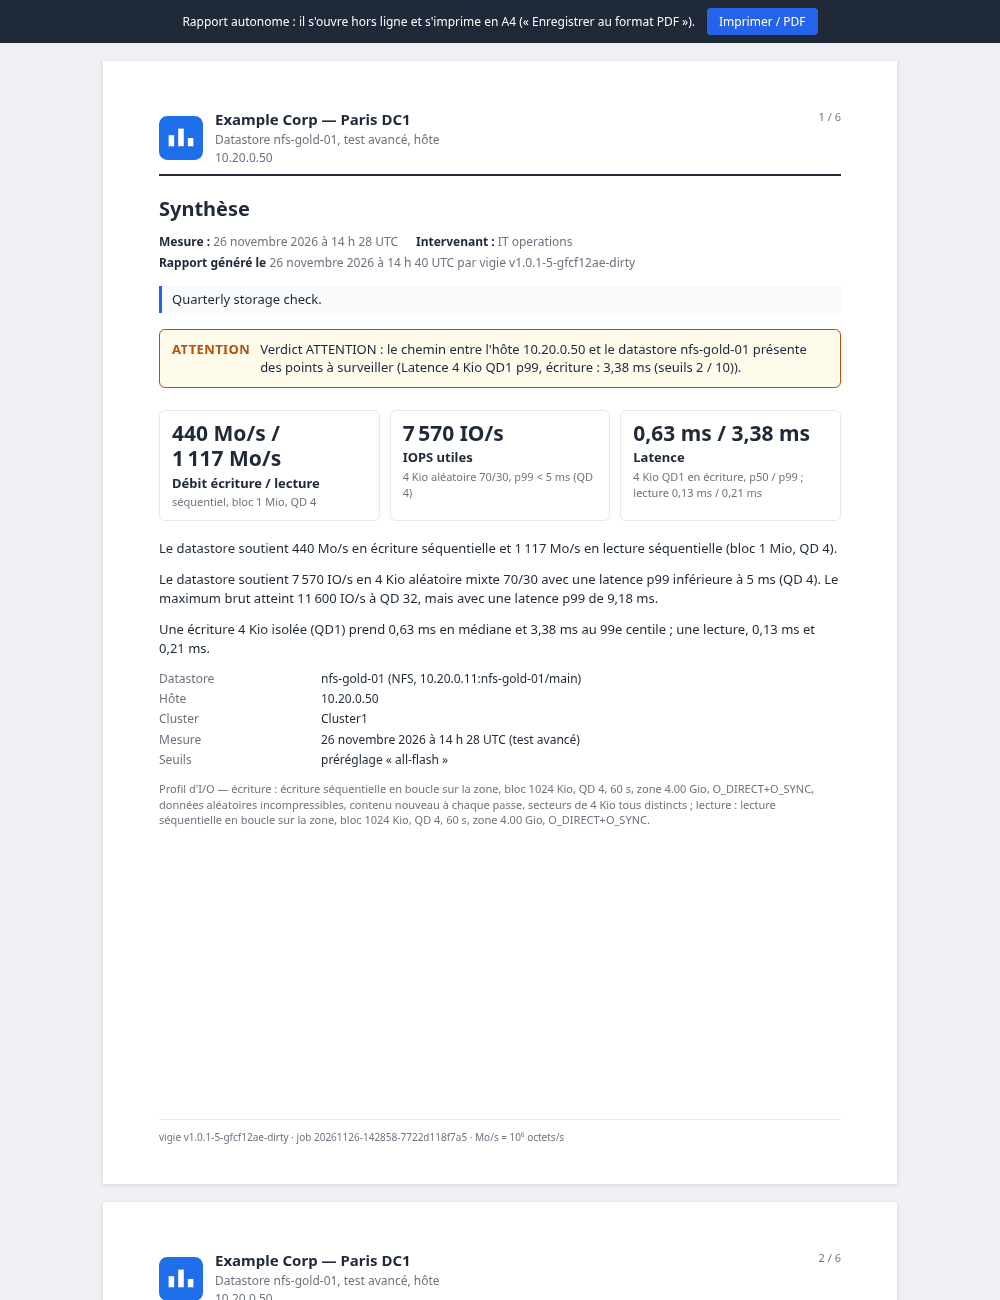 Rapport autonome : il s'ouvre hors ligne et s'imprime en A4 (« Enregistrer au format PDF »). Imprimer / PDF
Example Corp — Paris DC1
1 / 6
Datastore nfs-gold-01, test avancé, hôte
10.20.0.50
Synthèse
Mesure : 26 novembre 2026 à 14 h 28 UTC Intervenant : IT operations
Rapport généré le 26 novembre 2026 à 14 h 40 UTC par vigie v1.0.1-5-gfcf12ae-dirty
Quarterly storage check.
ATTENTION Verdict ATTENTION : le chemin entre l'hôte 10.20.0.50 et le datastore nfs-gold-01 présente
des points à surveiller (Latence 4 Kio QD1 p99, écriture : 3,38 ms (seuils 2 / 10)).
440 Mo/s /
1 117 Mo/s
Débit écriture / lecture
séquentiel, bloc 1 Mio, QD 4
7 570 IO/s
IOPS utiles
4 Kio aléatoire 70/30, p99 < 5 ms (QD
4)
0,63 ms / 3,38 ms
Latence
4 Kio QD1 en écriture, p50 / p99 ;
lecture 0,13 ms / 0,21 ms
Le datastore soutient 440 Mo/s en écriture séquentielle et 1 117 Mo/s en lecture séquentielle (bloc 1 Mio, QD 4).
Le datastore soutient 7 570 IO/s en 4 Kio aléatoire mixte 70/30 avec une latence p99 inférieure à 5 ms (QD 4). Le
maximum brut atteint 11 600 IO/s à QD 32, mais avec une latence p99 de 9,18 ms.
Une écriture 4 Kio isolée (QD1) prend 0,63 ms en médiane et 3,38 ms au 99e centile ; une lecture, 0,13 ms et
0,21 ms.
Datastore nfs-gold-01 (NFS, 10.20.0.11:nfs-gold-01/main)
Hôte 10.20.0.50
Cluster Cluster1
Mesure 26 novembre 2026 à 14 h 28 UTC (test avancé)
Seuils préréglage « all-flash »
Profil d'I/O — écriture : écriture séquentielle en boucle sur la zone, bloc 1024 Kio, QD 4, 60 s, zone 4.00 Gio, O_DIRECT+O_SYNC,
données aléatoires incompressibles, contenu nouveau à chaque passe, secteurs de 4 Kio tous distincts ; lecture : lecture
séquentielle en boucle sur la zone, bloc 1024 Kio, QD 4, 60 s, zone 4.00 Gio, O_DIRECT+O_SYNC.
vigie v1.0.1-5-gfcf12ae-dirty · job 20261126-142858-7722d118f7a5 · Mo/s = 10⁶ octets/s
Example Corp — Paris DC1
2 / 6
Datastore nfs-gold-01, test avancé, hôte
10.20.0.50